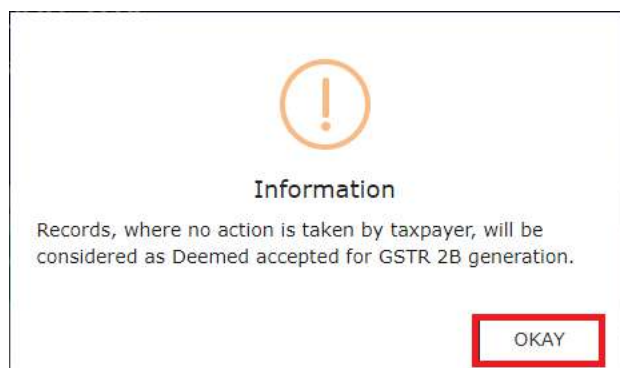 Information
Records, where no action is taken by taxpayer, will be
considered as Deemed accepted for GSTR 2B generation.
OKAY